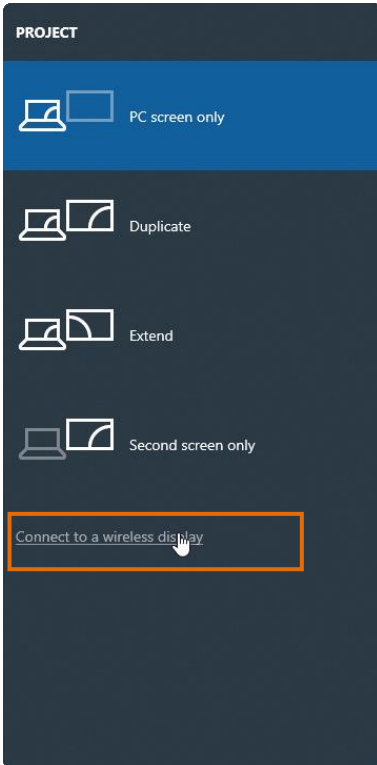 PROJECT
PC screen only
Duplicate
Extend
Second screen only
Connect to a wireless display